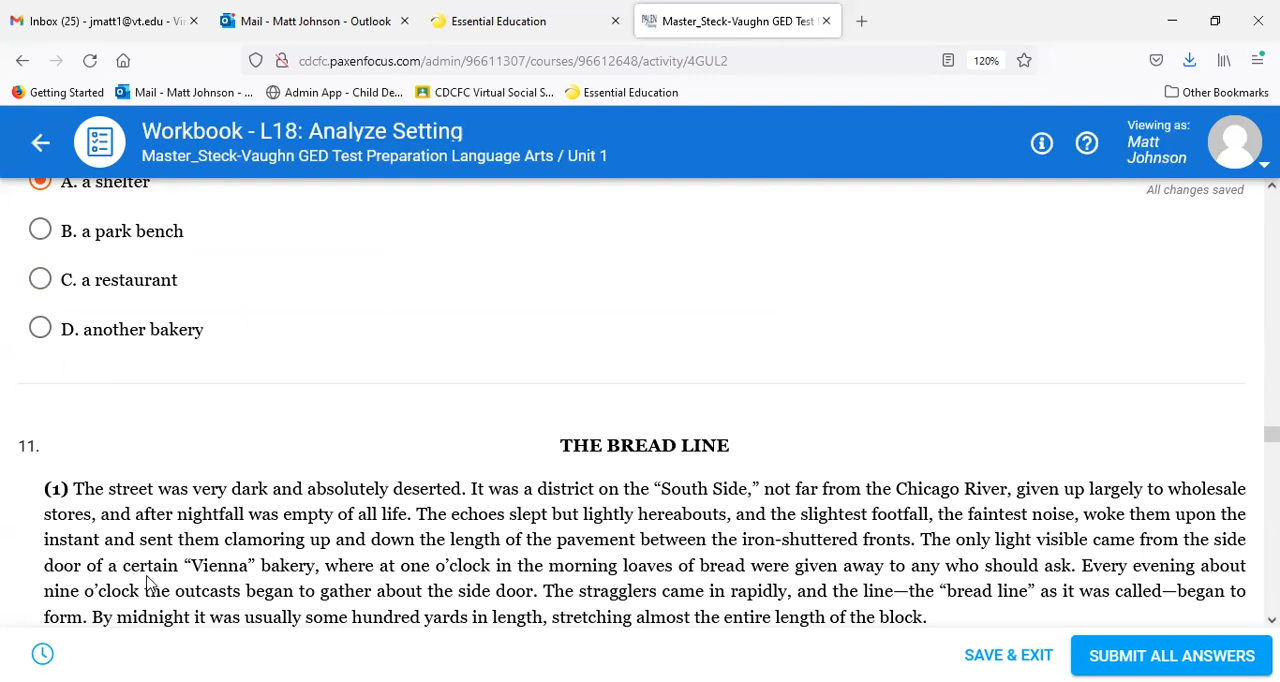 Inbox (25) - jmatt1@vt.edu - Vir
Mail - Matt Johnson - Outlook
Essential Education
Master_Steck-Vaughn GED Test
cdcfc.paxenfocus.com/admin/96611307/courses/96612648/activity/4GUL2
120%
Getting Started
Mail - Matt Johnson - ...
Admin App - Child De...
CDCFC Virtual Social S...
Essential Education
Other Bookmarks
Workbook - L18: Analyze Setting
Master_Steck-Vaughn GED Test Preparation Language Arts / Unit 1
Viewing as:
Matt
Johnson
All changes saved
A. a shelter
B. a park bench
C. a restaurant
D. another bakery
11.
THE BREAD LINE
(1) The street was very dark and absolutely deserted. It was a district on the “South Side,” not far from the Chicago River, given up largely to wholesale
stores, and after nightfall was empty of all life. The echoes slept but lightly hereabouts, and the slightest footfall, the faintest noise, woke them upon the
instant and sent them clamoring up and down the length of the pavement between the iron-shuttered fronts. The only light visible came from the side
door of a certain “Vienna” bakery, where at one o’clock in the morning loaves of bread were given away to any who should ask. Every evening about
nine o’clock the outcasts began to gather about the side door. The stragglers came in rapidly, and the line—the “bread line” as it was called—began to
form. By midnight it was usually some hundred yards in length, stretching almost the entire length of the block.
SAVE & EXIT
SUBMIT ALL ANSWERS